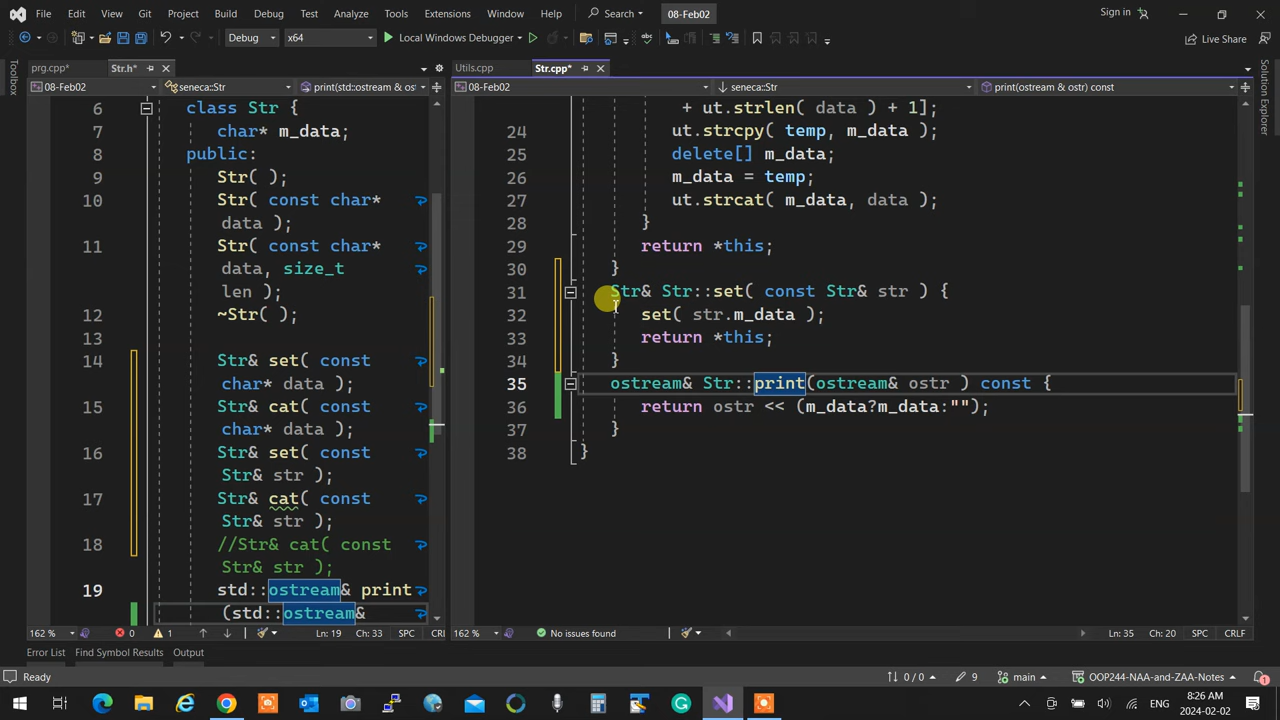 File Edit View Git Project Build Debug Test Analyze Tools Extensions Window Help Search 08-Feb02 Sign in
Debug x64 Local Windows Debugger Live Share
Toolbox
prg.cpp* Str.h*
08-Feb02 seneca::Str print(std::ostream & ost
6 class Str {
7 char* m_data;
8 public:
9 Str( );
10 Str( const char*
data );
11 Str( const char*
data, size_t
len );
12 ~Str( );
13
14 Str& set( const
char* data );
15 Str& cat( const
char* data );
16 Str& set( const
Str& str );
17 Str& cat( const
Str& str );
18 //Str& cat( const
Str& str );
19 std::ostream& print
(std::ostream&
162 % 0 1 Ln: 19 Ch: 33 SPC CRL
Utils.cpp Str.cpp*
08-Feb02 seneca::Str print(ostream & ostr) const
+ ut.strlen( data ) + 1];
24 ut.strcpy( temp, m_data );
25 delete[] m_data;
26 m_data = temp;
27 ut.strcat( m_data, data );
28 }
29 return *this;
30 }
31 Str& Str::set( const Str& str ) {
32 set( str.m_data );
33 return *this;
34 }
35 ostream& Str::print(ostream& ostr ) const {
36 return ostr << (m_data?m_data:"");
37 }
38 }
162 % No issues found Ln: 35 Ch: 20 SPC CRLF
Solution Explorer
Error List Find Symbol Results Output
Ready 0 / 0 9 main OOP244-NAA-and-ZAA-Notes 1
ENG 8:26 AM
2024-02-02